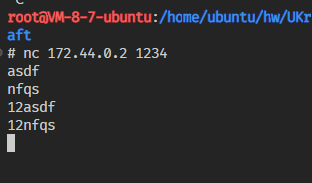 root@VM-8-7-ubuntu:/home/ubuntu/hw/UKr
aft
# nc 172.44.0.2 1234
asdf
nfqs
12asdf
12nfqs